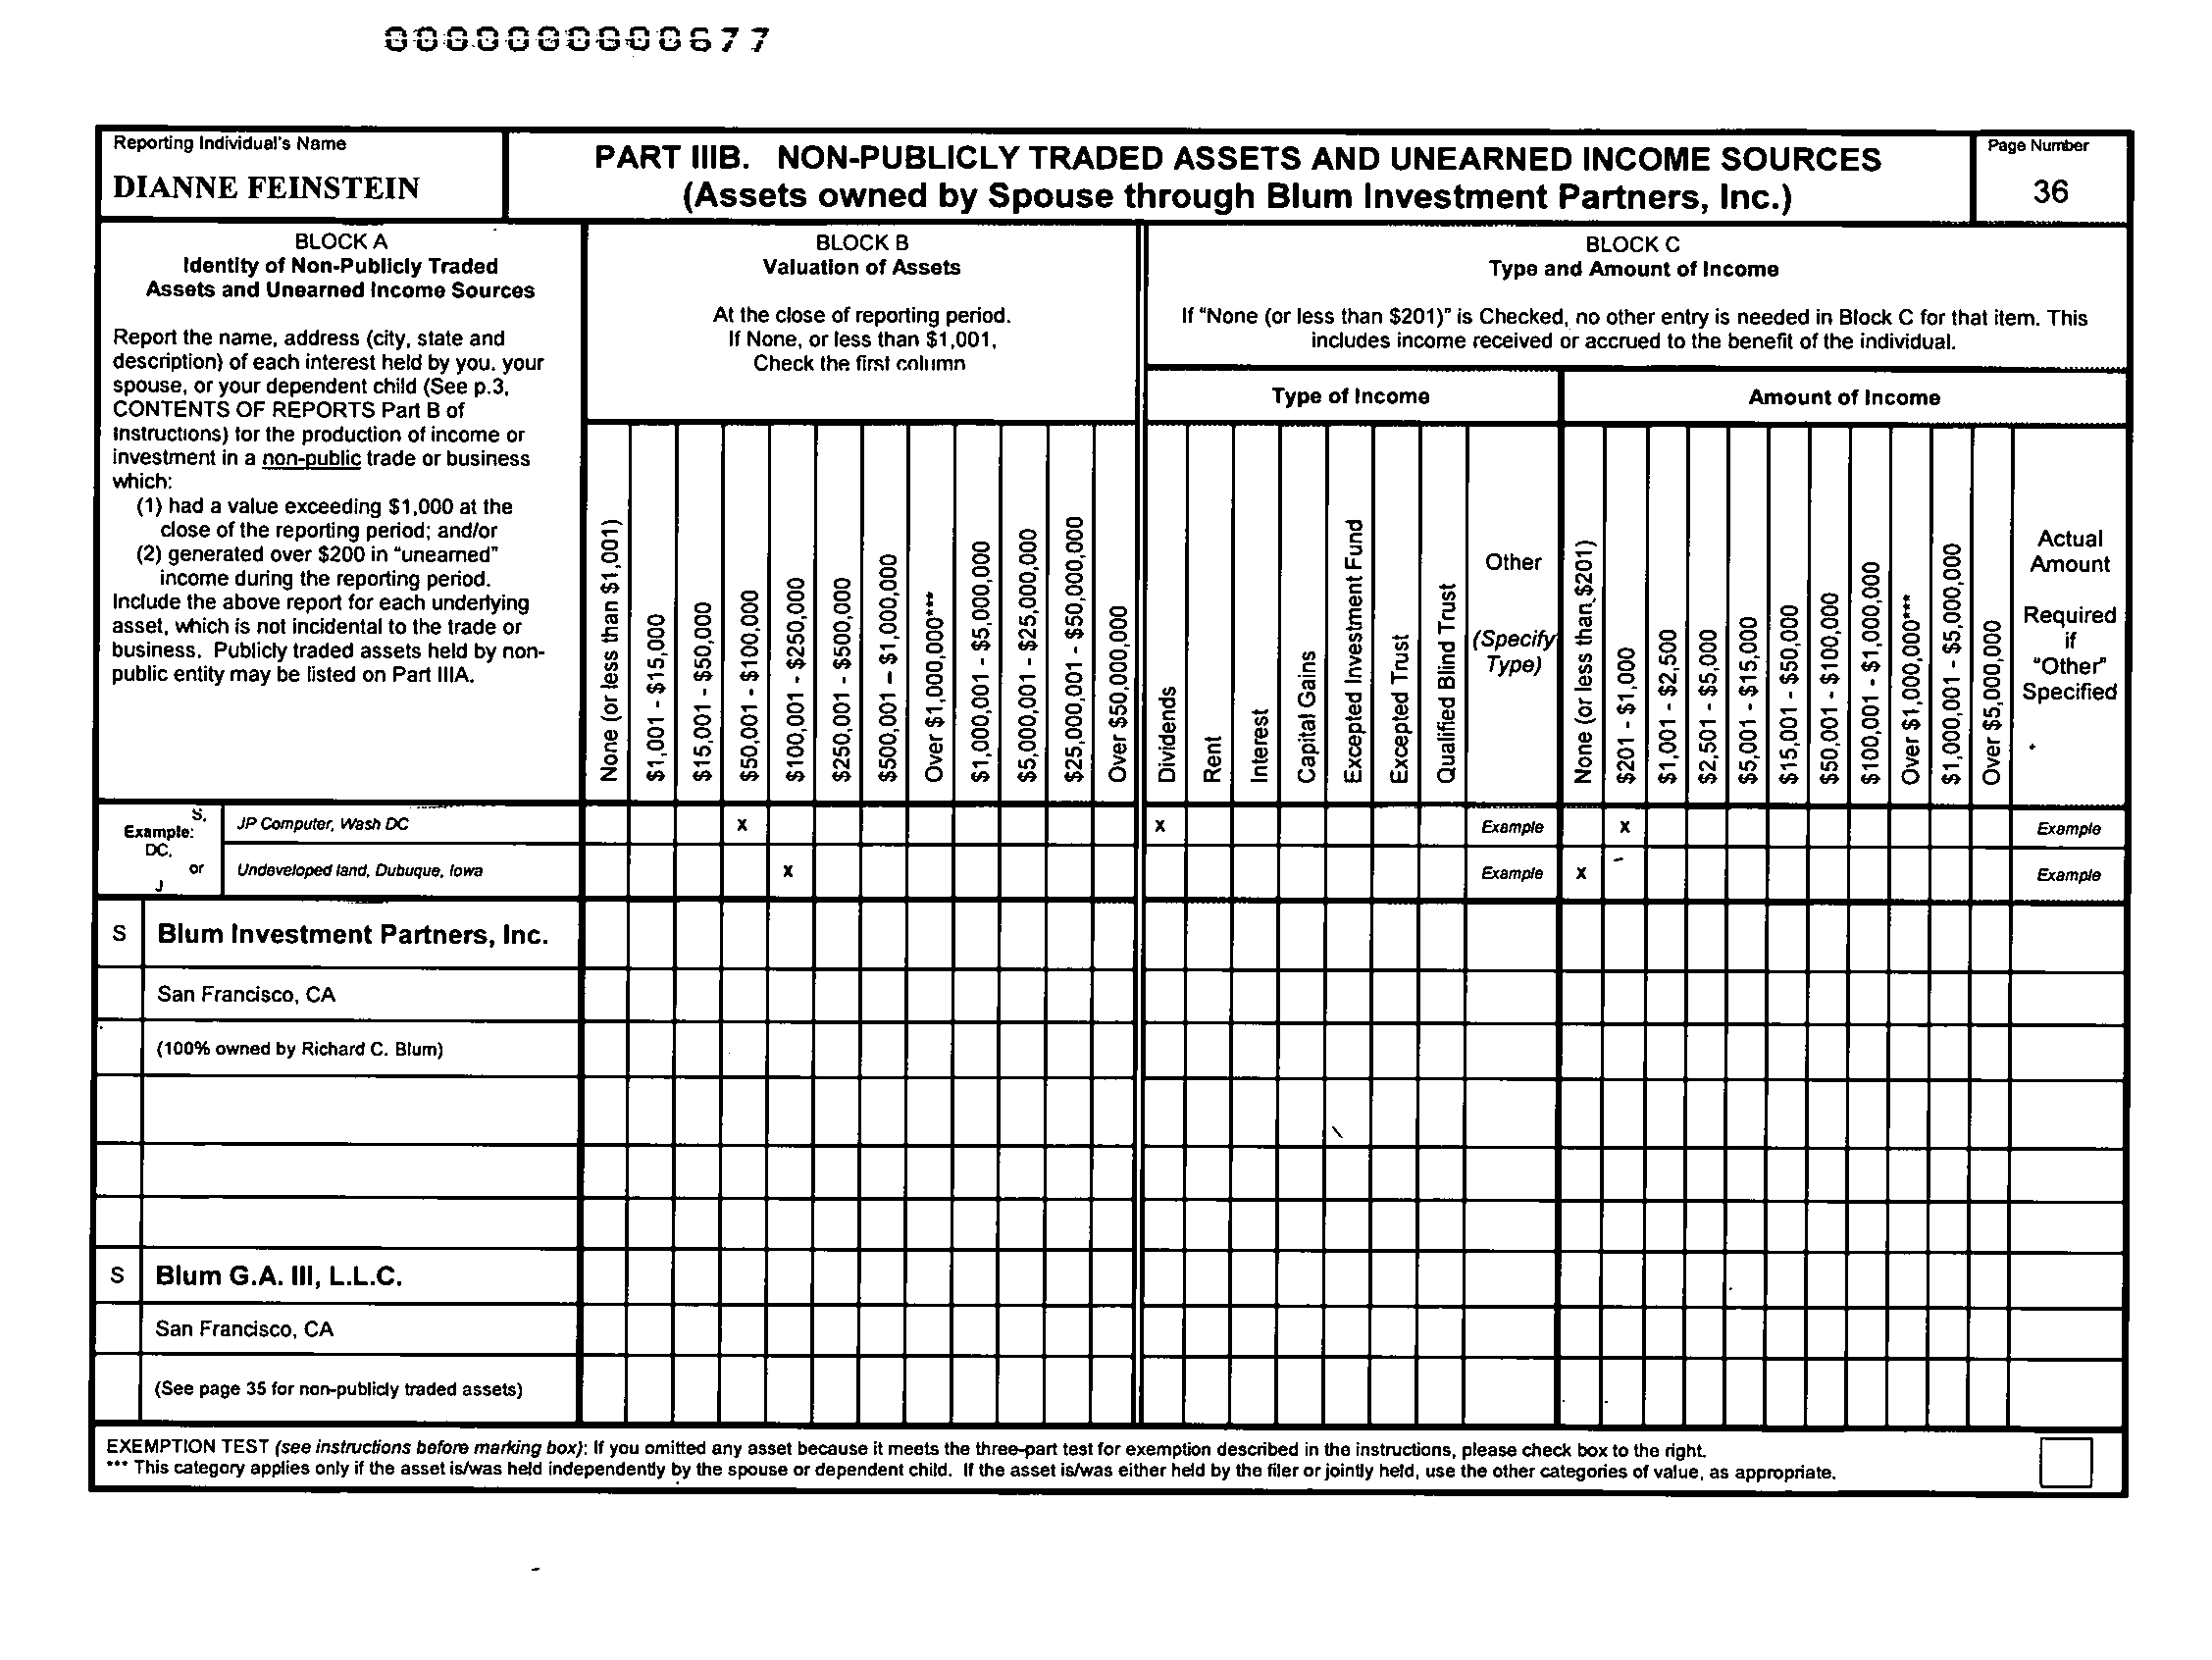 0000000000677
Reporting Individual's Name
DIANNE FEINSTEIN
PART IIIB. NON-PUBLICLY TRADED ASSETS AND UNEARNED INCOME SOURCES
(Assets owned by Spouse through Blum Investment Partners, Inc.)
Page Number
36
BLOCK A
Identity of Non-Publicly Traded
Assets and Unearned Income Sources
Report the name, address (city, state and
description) of each interest held by you, your
spouse, or your dependent child (See p.3,
CONTENTS OF REPORTS Part B of
Instructions) for the production of income or
investment in a non-public trade or business
which:
(1) had a value exceeding $1,000 at the
close of the reporting period; and/or
(2) generated over $200 in "unearned"
income during the reporting period.
Include the above report for each underlying
asset, which is not incidental to the trade or
business. Publicly traded assets held by non-
public entity may be listed on Part IIIA.
BLOCK B
Valuation of Assets
At the close of reporting period.
If None, or less than $1,001,
Check the first column
None (or less than $1,001)
$1,001 - $15,000
$15,001 - $50,000
$50,001 - $100,000
$100,001 - $250,000
$250,001 - $500,000
$500,001 – $1,000,000
Over $1,000,000***
$1,000,001 - $5,000,000
$5,000,001 - $25,000,000
$25,000,001 - $50,000,000
Over $50,000,000
BLOCK C
Type and Amount of Income
If "None (or less than $201)" is Checked, no other entry is needed in Block C for that item. This
includes income received or accrued to the benefit of the individual.
Type of Income
Dividends
Rent
Interest
Capital Gains
Excepted Investment Fund
Excepted Trust
Qualified Blind Trust
Other
(Specify
Type)
Amount of Income
None (or less than $201)
$201 - $1,000
$1,001 - $2,500
$2,501 - $5,000
$5,001 - $15,000
$15,001 - $50,000
$50,001 - $100,000
$100,001 - $1,000,000
Over $1,000,000***
$1,000,001 - $5,000,000
Over $5,000,000
Actual
Amount
Required
if
"Other"
Specified
Example:
S,
DC,
or
J
JP Computer, Wash DC
X
X
Example
X
Example
Undeveloped land, Dubuque, Iowa
X
Example
X
Example
S
Blum Investment Partners, Inc.
San Francisco, CA
(100% owned by Richard C. Blum)
S
Blum G.A. III, L.L.C.
San Francisco, CA
(See page 35 for non-publicly traded assets)
EXEMPTION TEST (see instructions before marking box): If you omitted any asset because it meets the three-part test for exemption described in the instructions, please check box to the right.
*** This category applies only if the asset is/was held independently by the spouse or dependent child. If the asset is/was either held by the filer or jointly held, use the other categories of value, as appropriate.